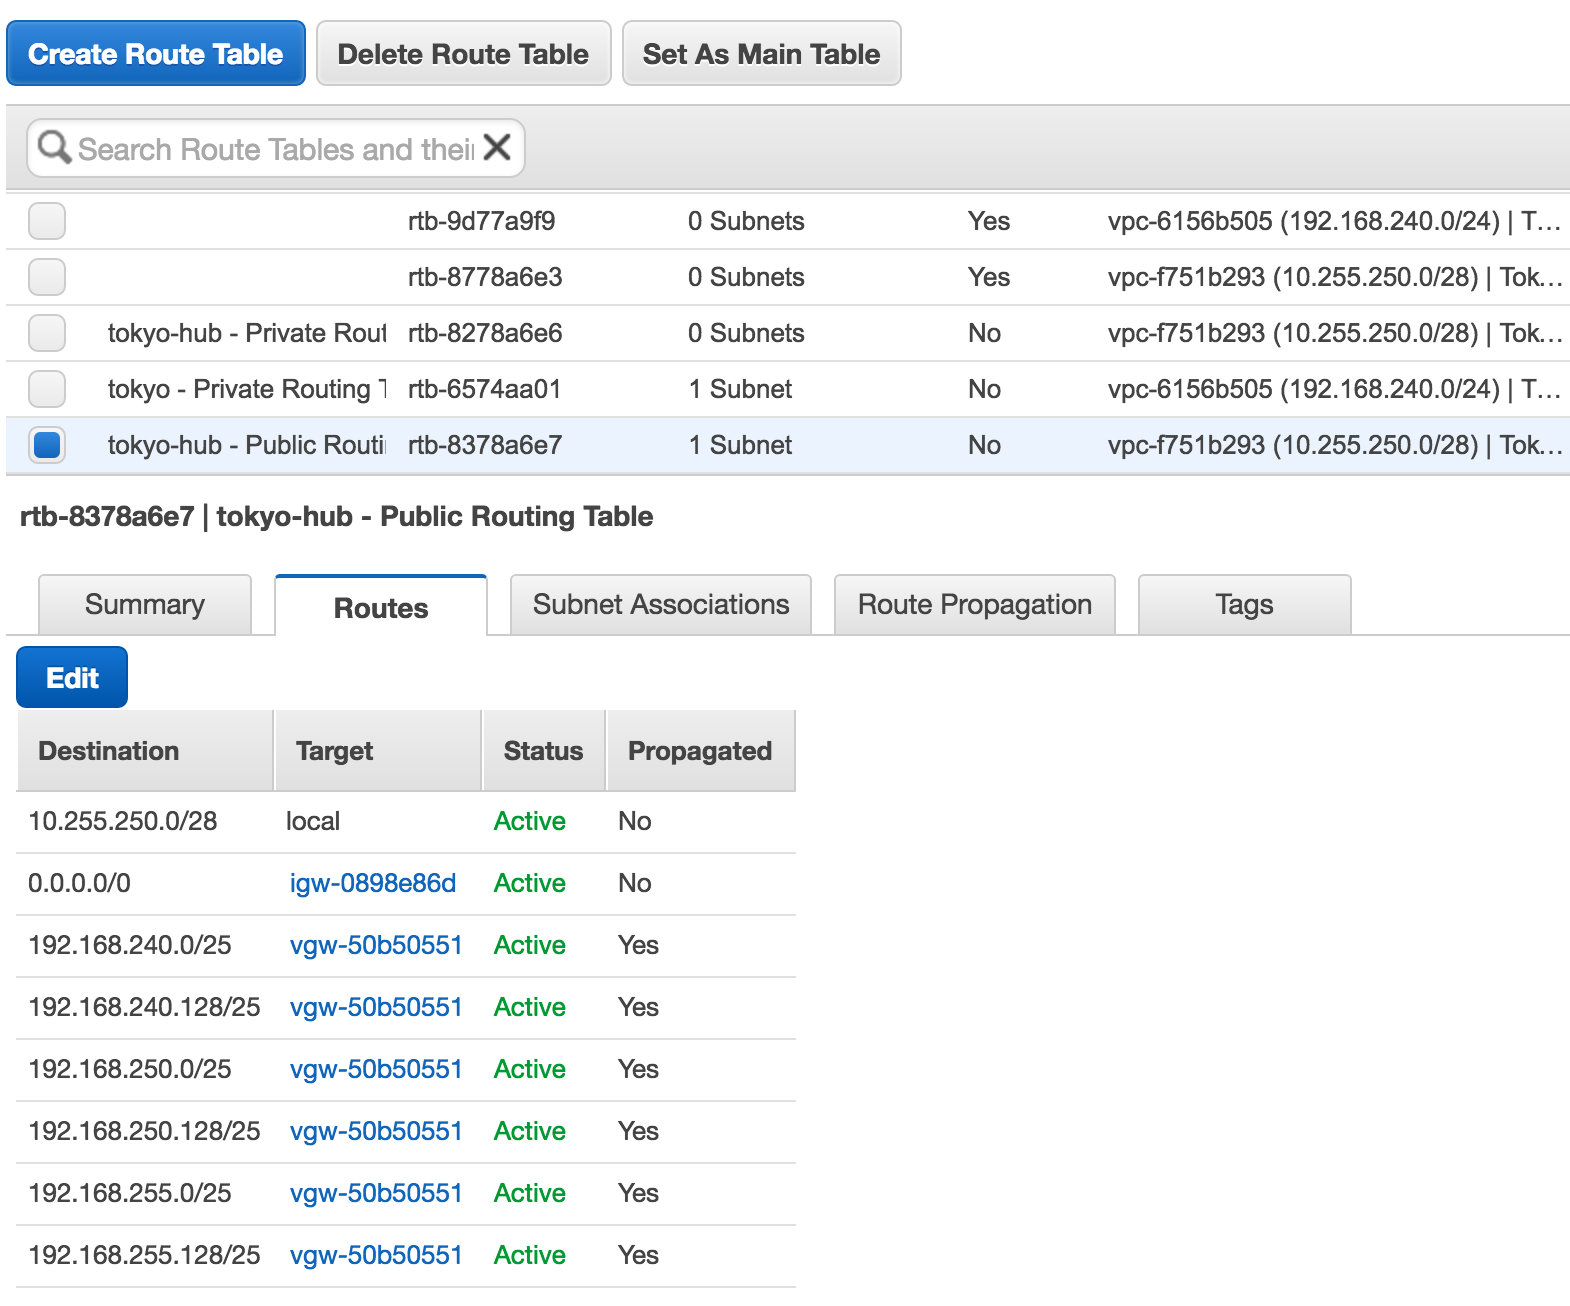 Create Route Table Delete Route Table Set As Main Table
Search Route Tables and thei
rtb-9d77a9f9 0 Subnets Yes vpc-6156b505 (192.168.240.0/24) | T...
rtb-8778a6e3 0 Subnets Yes vpc-f751b293 (10.255.250.0/28) | Tok...
tokyo-hub - Private Rout rtb-8278a6e6 0 Subnets No vpc-f751b293 (10.255.250.0/28) | Tok...
tokyo - Private Routing T rtb-6574aa01 1 Subnet No vpc-6156b505 (192.168.240.0/24) | T...
tokyo-hub - Public Routi rtb-8378a6e7 1 Subnet No vpc-f751b293 (10.255.250.0/28) | Tok...
rtb-8378a6e7 | tokyo-hub - Public Routing Table
Summary Routes Subnet Associations Route Propagation Tags
Edit
Destination Target Status Propagated
10.255.250.0/28 local Active No
0.0.0.0/0 igw-0898e86d Active No
192.168.240.0/25 vgw-50b50551 Active Yes
192.168.240.128/25 vgw-50b50551 Active Yes
192.168.250.0/25 vgw-50b50551 Active Yes
192.168.250.128/25 vgw-50b50551 Active Yes
192.168.255.0/25 vgw-50b50551 Active Yes
192.168.255.128/25 vgw-50b50551 Active Yes